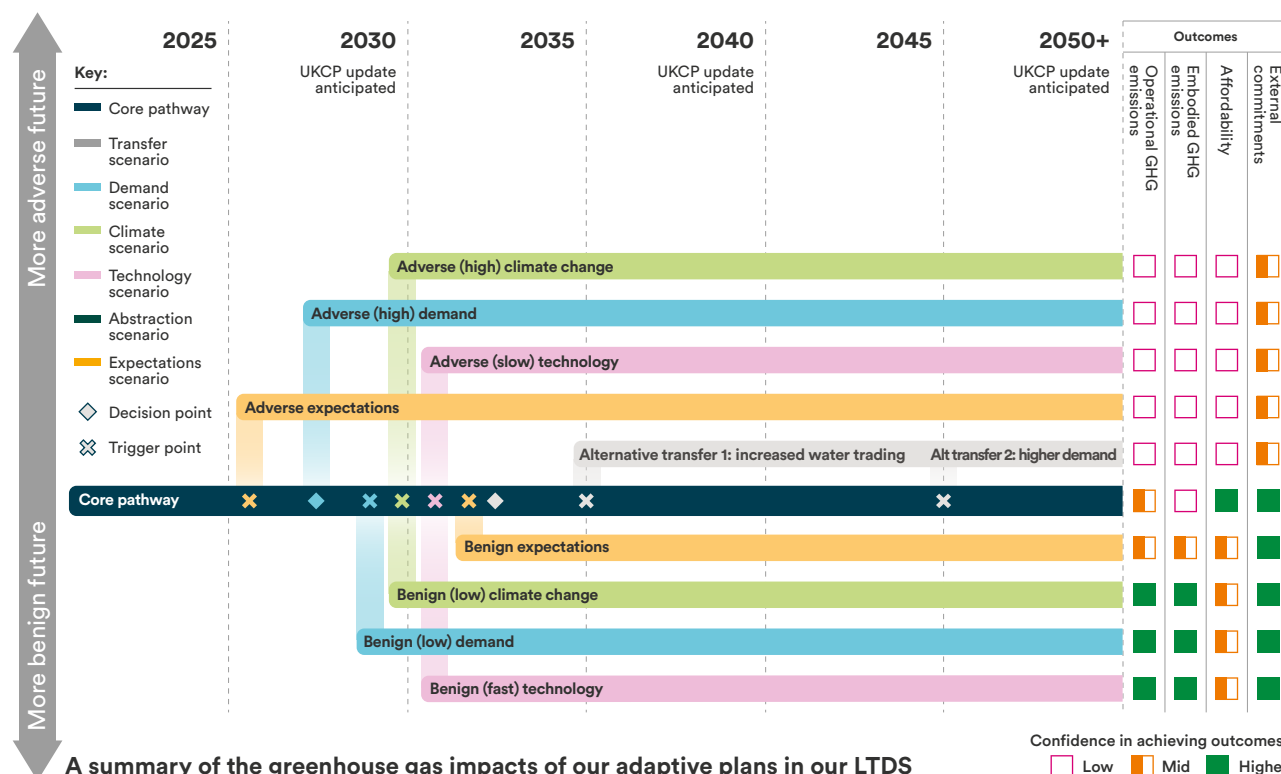 More adverse future
More benign future
2025
2030
2035
2040
2045
2050+
UKCP update
anticipated
UKCP update
anticipated
UKCP update
anticipated
Outcomes
Operational GHG
emissions
Embodied GHG
emissions
Affordability
External
commitments
Key:
Core pathway
Transfer
scenario
Demand
scenario
Climate
scenario
Technology
scenario
Abstraction
scenario
Expectations
scenario
Decision point
Trigger point
Adverse (high) climate change
Adverse (high) demand
Adverse (slow) technology
Adverse expectations
Alternative transfer 1: increased water trading
Alt transfer 2: higher demand
Core pathway
Benign expectations
Benign (low) climate change
Benign (low) demand
Benign (fast) technology
Confidence in achieving outcomes
Low
Mid
Highe
A summary of the greenhouse gas impacts of our adaptive plans in our LTDS